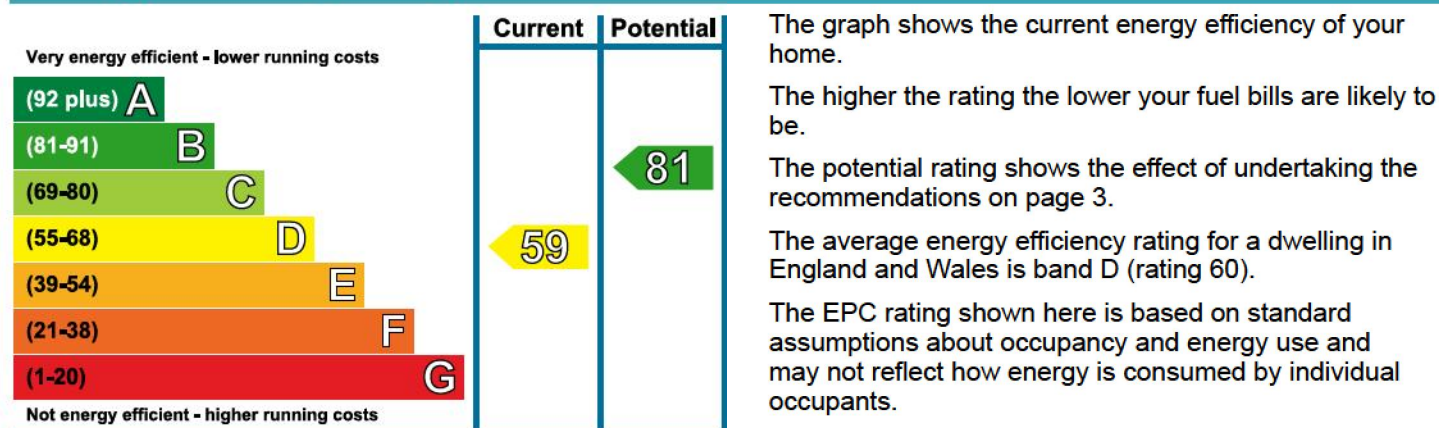 Current Potential
Very energy efficient - lower running costs
(92 plus) A
(81-91) B
(69-80) C
(55-68) D
(39-54) E
(21-38) F
(1-20) G
Not energy efficient - higher running costs
59
81
The graph shows the current energy efficiency of your
home.
The higher the rating the lower your fuel bills are likely to
be.
The potential rating shows the effect of undertaking the
recommendations on page 3.
The average energy efficiency rating for a dwelling in
England and Wales is band D (rating 60).
The EPC rating shown here is based on standard
assumptions about occupancy and energy use and
may not reflect how energy is consumed by individual
occupants.